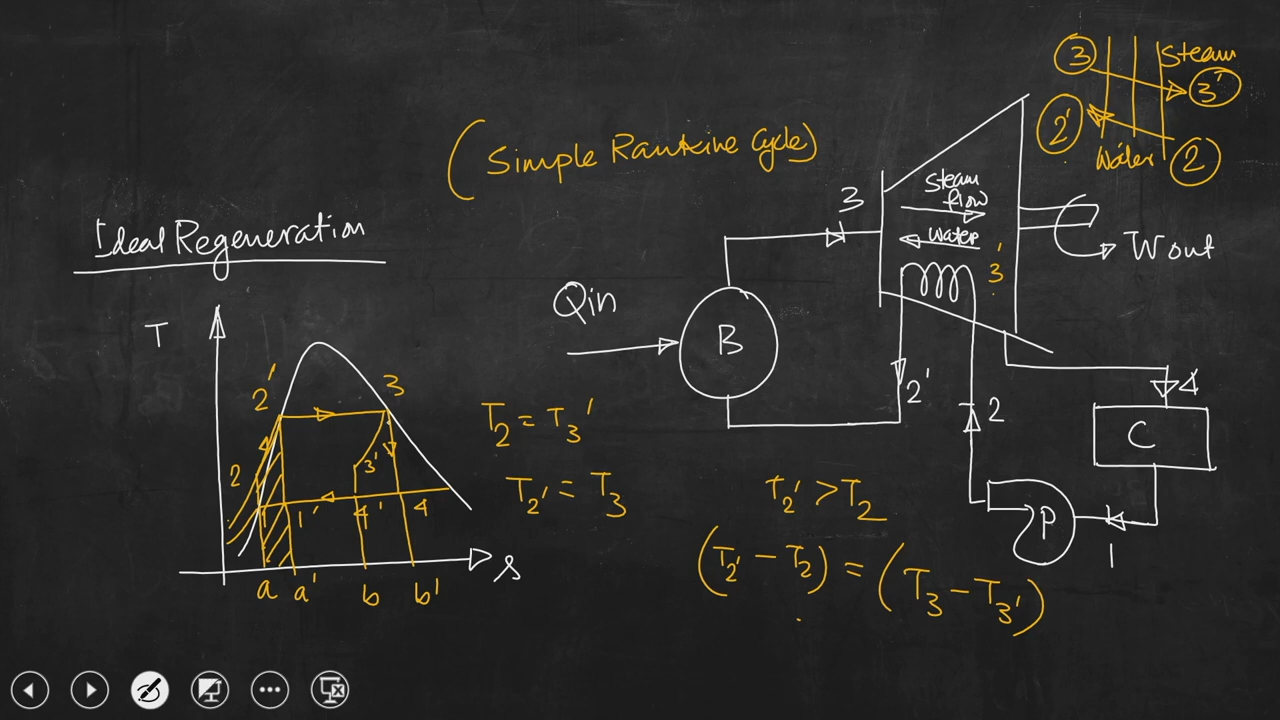 (Simple Rankine Cycle)
Ideal Regeneration
T
2'
3
2
3'
1
1'
4'
4
a
a'
b
b'
s
T2 = T3'
T2' = T3
Qin
B
3
Steam
flow
water
3'
Wout
2'
2
4
C
P
1
3
Steam
3'
2'
Water
2
T2' > T2
(T2' - T2) = (T3 - T3')